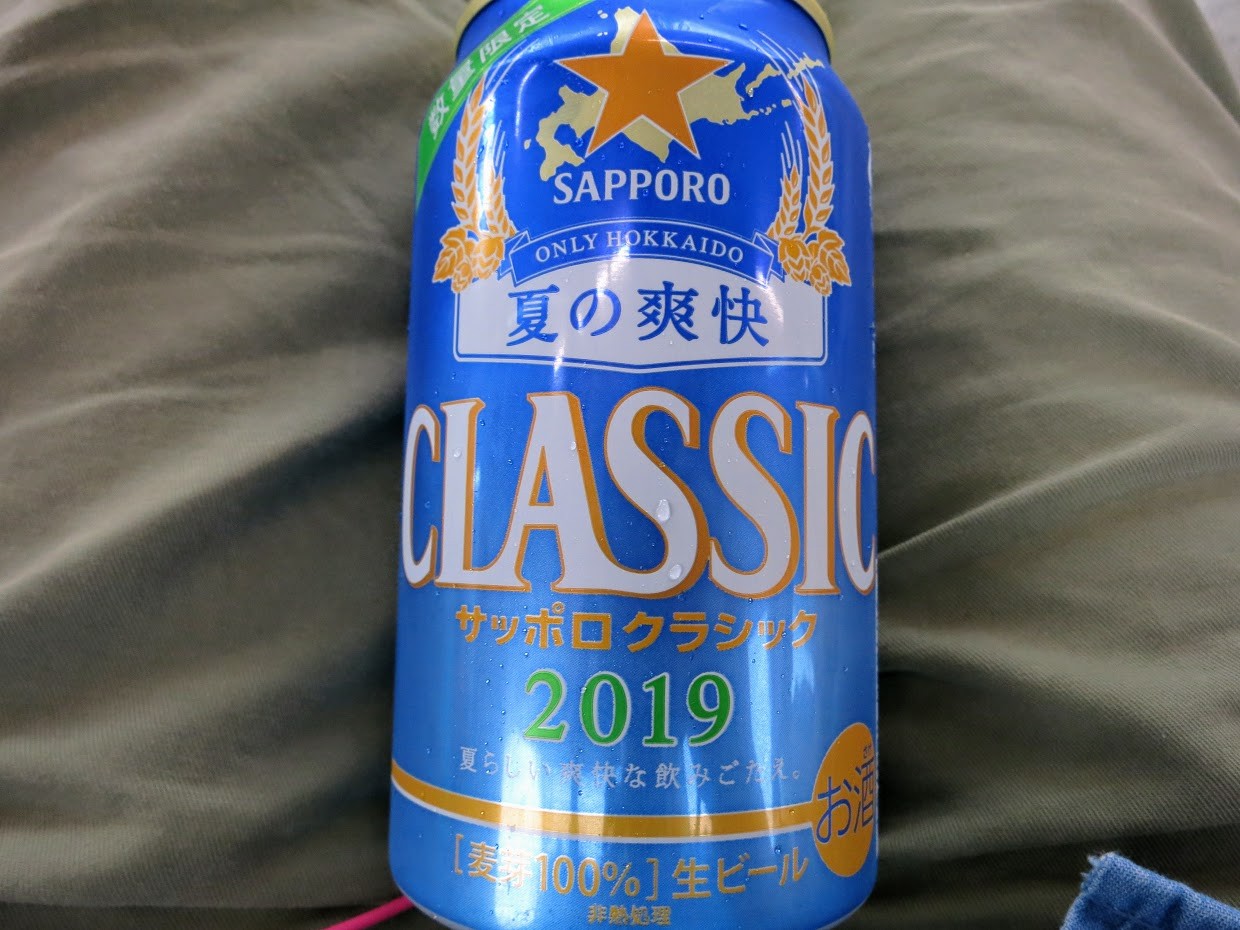 数量限定
SAPPORO
ONLY HOKKAIDO
夏の爽快
CLASSIC
サッポロクラシック
2019
夏らしい爽快な飲みごたえ。
お酒
[麦芽100%]生ビール
非熱処理